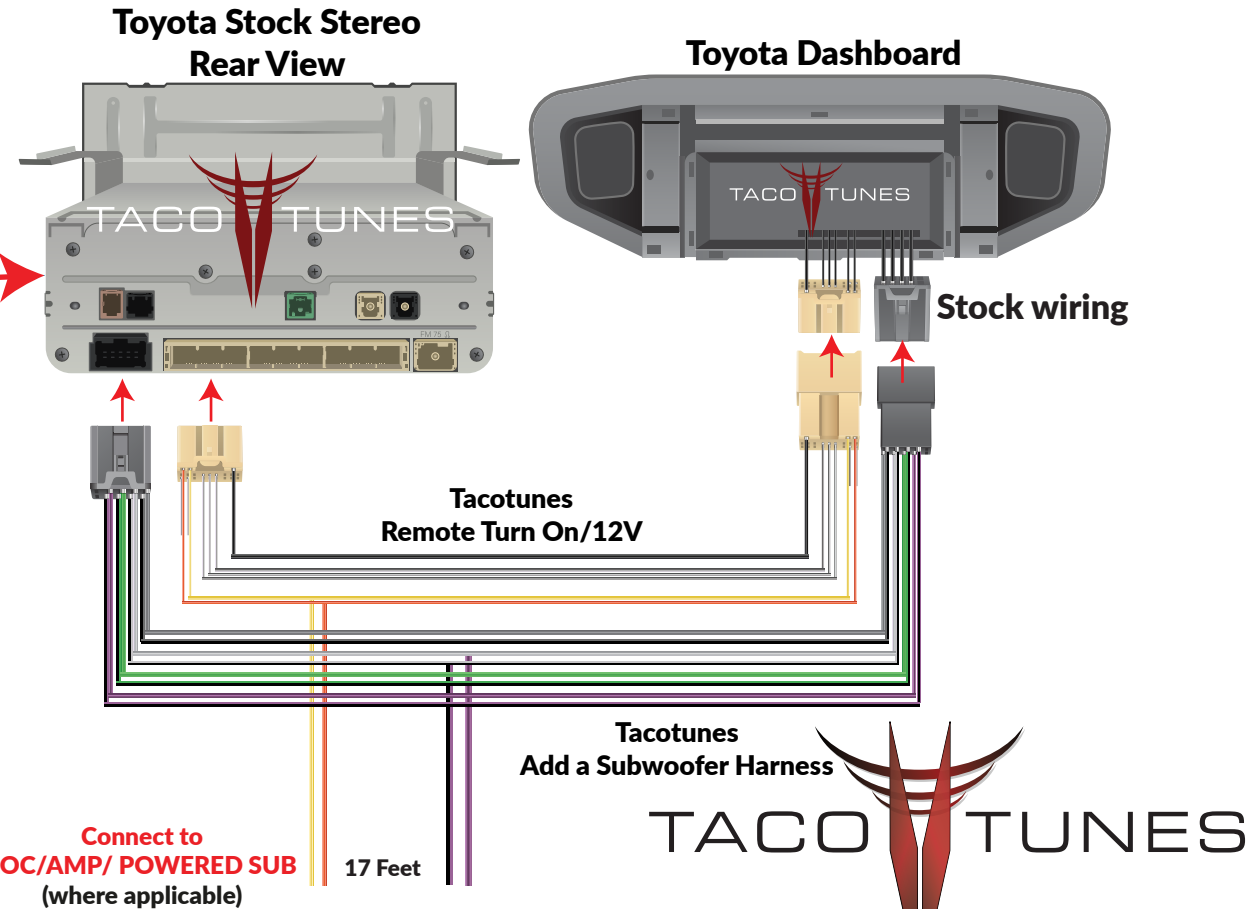 Toyota Stock Stereo
Rear View
Toyota Dashboard
TACO TUNES
TACO TUNES
Stock wiring
FM 75 Ω
Tacotunes
Remote Turn On/12V
Tacotunes
Add a Subwoofer Harness
TACO TUNES
Connect to
OC/AMP/ POWERED SUB
(where applicable)
17 Feet